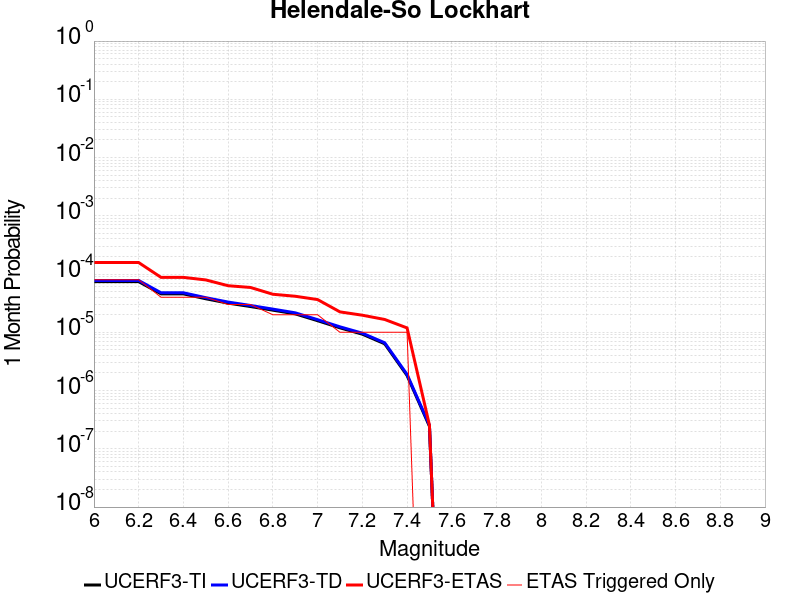 Helendale-So Lockhart
10 0
10 -1
10 -2
10 -3
10 -4
10 -5
10 -6
10 -7
10 -8
1 Month Probability
6 6.2 6.4 6.6 6.8 7 7.2 7.4 7.6 7.8 8 8.2 8.4 8.6 8.8 9
Magnitude
UCERF3-TI UCERF3-TD UCERF3-ETAS ETAS Triggered Only